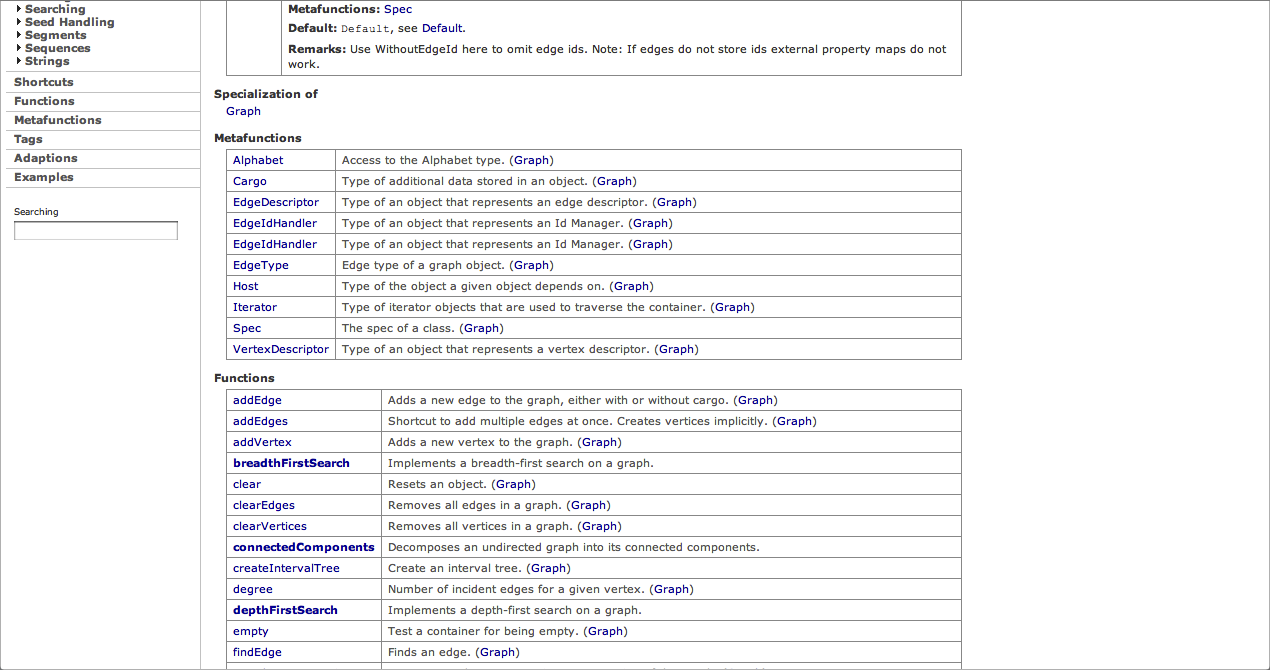 Searching
Seed Handling
Segments
Sequences
Strings
Shortcuts
Functions
Metafunctions
Tags
Adaptions
Examples
Searching
Metafunctions: Spec
Default: Default, see Default.
Remarks: Use WithoutEdgeId here to omit edge ids. Note: If edges do not store ids external property maps do not
work.
Specialization of
Graph
Metafunctions
Alphabet Access to the Alphabet type. (Graph)
Cargo Type of additional data stored in an object. (Graph)
EdgeDescriptor Type of an object that represents an edge descriptor. (Graph)
EdgeIdHandler Type of an object that represents an Id Manager. (Graph)
EdgeIdHandler Type of an object that represents an Id Manager. (Graph)
EdgeType Edge type of a graph object. (Graph)
Host Type of the object a given object depends on. (Graph)
Iterator Type of iterator objects that are used to traverse the container. (Graph)
Spec The spec of a class. (Graph)
VertexDescriptor Type of an object that represents a vertex descriptor. (Graph)
Functions
addEdge Adds a new edge to the graph, either with or without cargo. (Graph)
addEdges Shortcut to add multiple edges at once. Creates vertices implicitly. (Graph)
addVertex Adds a new vertex to the graph. (Graph)
breadthFirstSearch Implements a breadth-first search on a graph.
clear Resets an object. (Graph)
clearEdges Removes all edges in a graph. (Graph)
clearVertices Removes all vertices in a graph. (Graph)
connectedComponents Decomposes an undirected graph into its connected components.
createIntervalTree Create an interval tree. (Graph)
degree Number of incident edges for a given vertex. (Graph)
depthFirstSearch Implements a depth-first search on a graph.
empty Test a container for being empty. (Graph)
findEdge Finds an edge. (Graph)